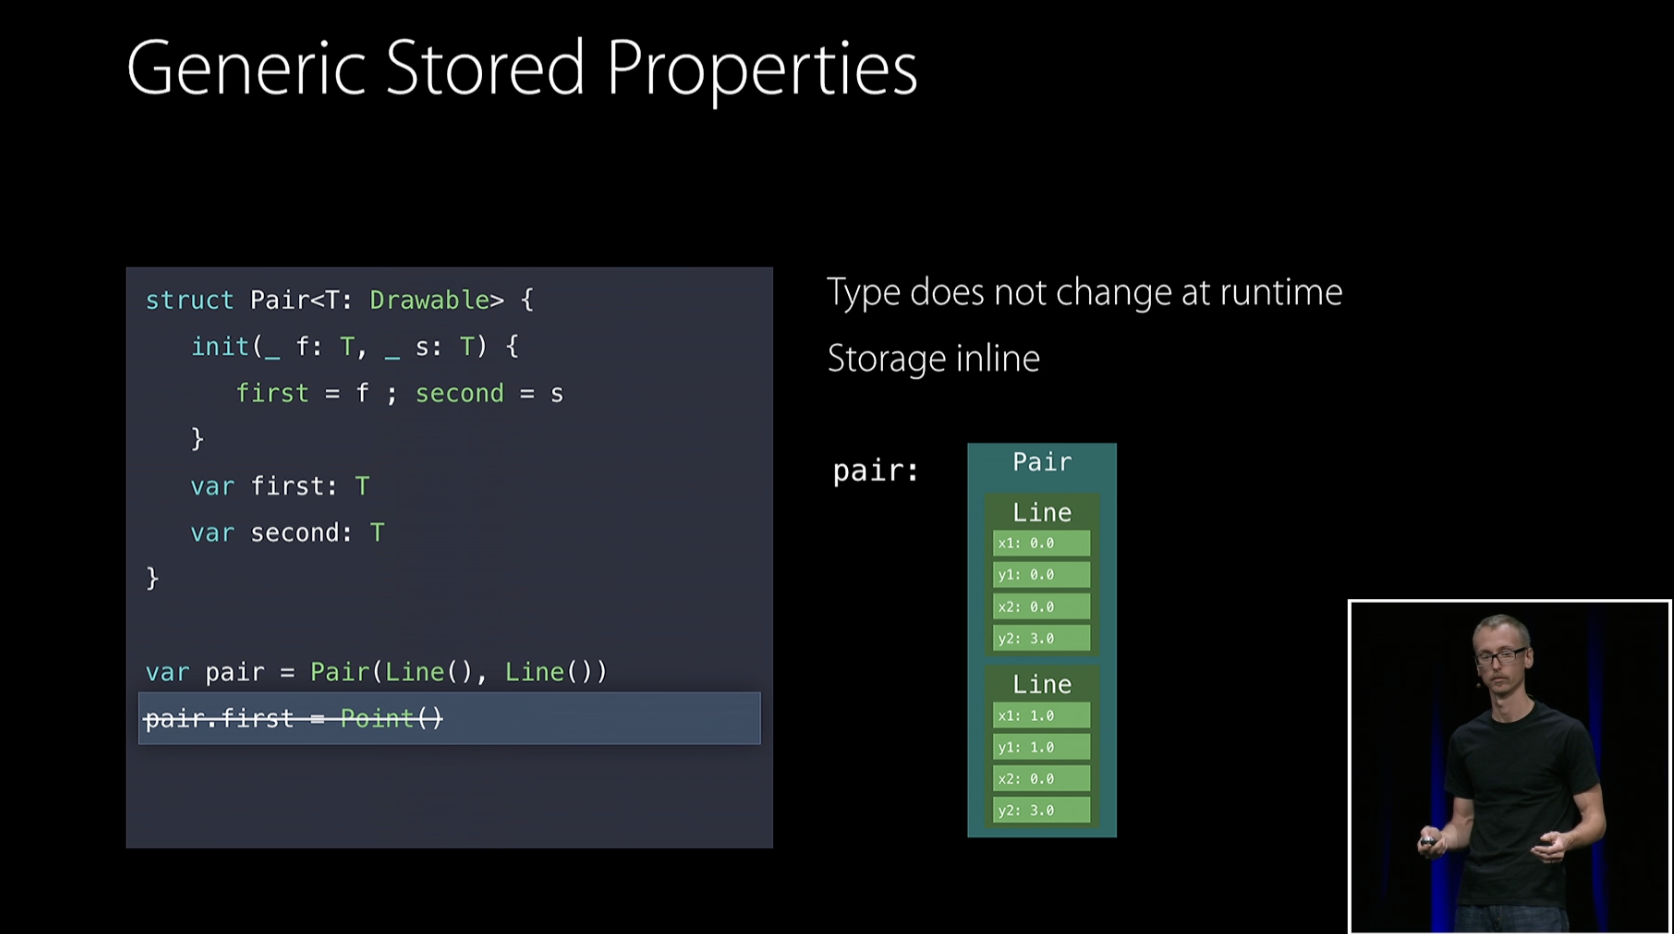 Generic Stored Properties
struct Pair<T: Drawable> {
init(_ f: T, _ s: T) {
first = f ; second = s
}
var first: T
var second: T
}
var pair = Pair(Line(), Line())
pair.first = Point()
Type does not change at runtime
Storage inline
pair:
Pair
Line
x1: 0.0
y1: 0.0
x2: 0.0
y2: 3.0
Line
x1: 1.0
y1: 1.0
x2: 0.0
y2: 3.0